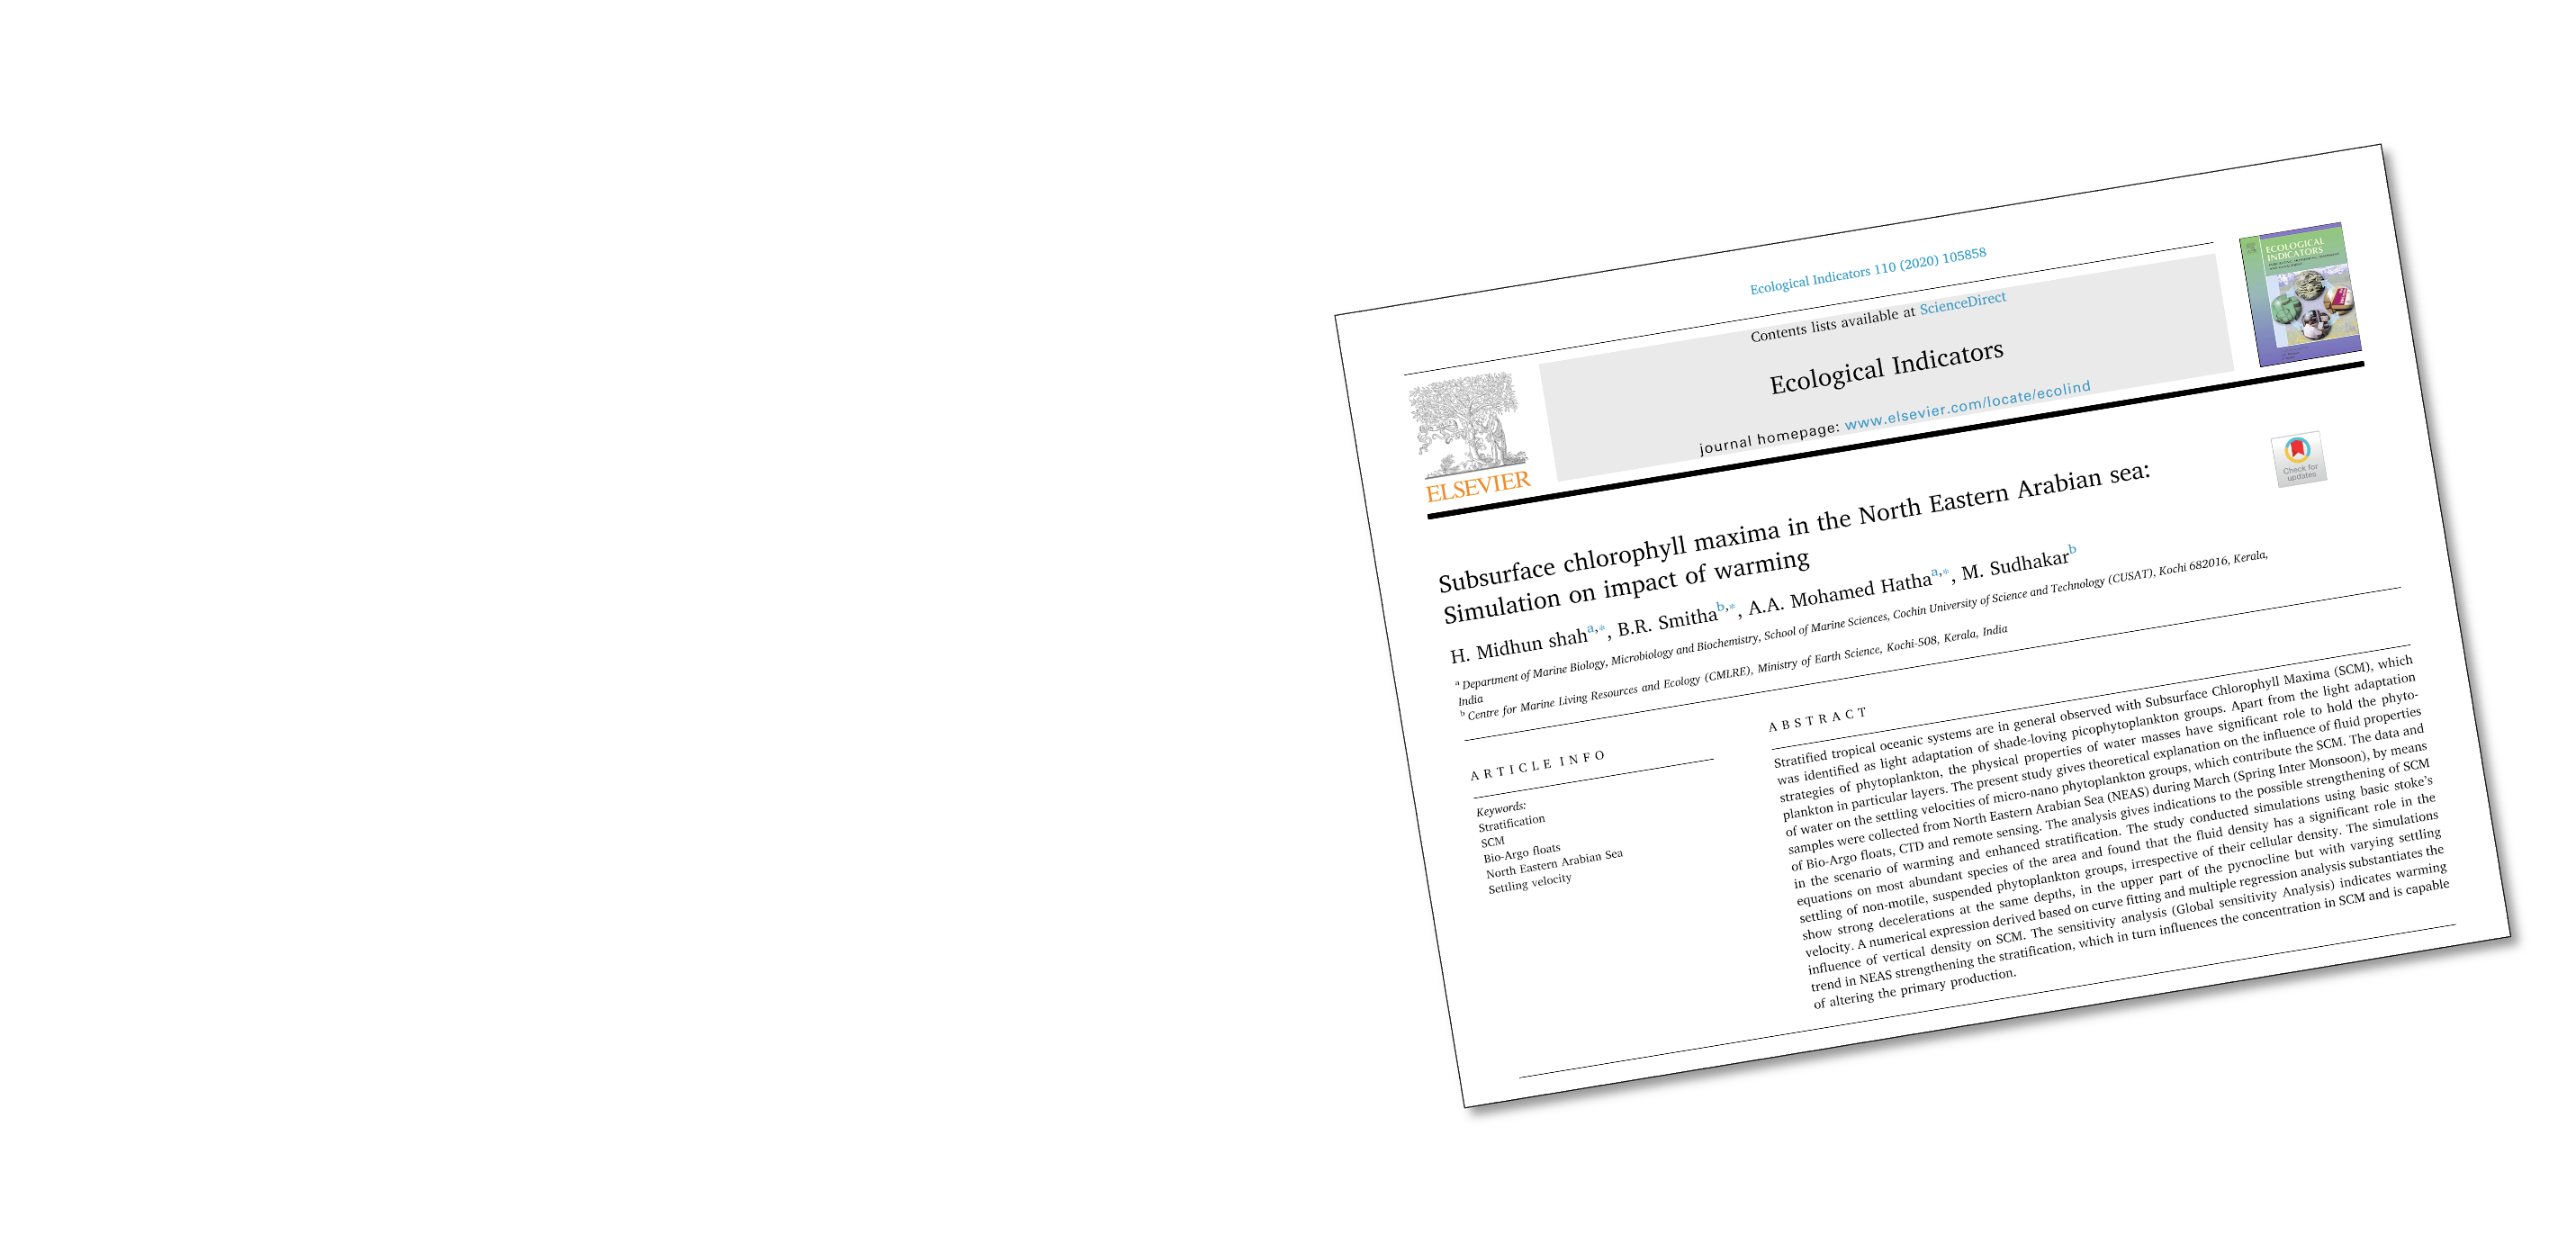 Ecological Indicators 110 (2020) 105858
Contents lists available at ScienceDirect
Ecological Indicators
journal homepage: www.elsevier.com/locate/ecolind
ELSEVIER
ECOLOGICAL
INDICATORS
Check for
updates
Subsurface chlorophyll maxima in the North Eastern Arabian sea:
Simulation on impact of warming
H. Midhun shah a,*, B.R. Smitha b,*, A.A. Mohamed Hatha a,*, M. Sudhakar b
a Department of Marine Biology, Microbiology and Biochemistry, School of Marine Sciences, Cochin University of Science and Technology (CUSAT), Kochi 682016, Kerala,
India
b Centre for Marine Living Resources and Ecology (CMLRE), Ministry of Earth Science, Kochi-508, Kerala, India
ARTICLE INFO
Keywords:
Stratification
SCM
Bio-Argo floats
North Eastern Arabian Sea
Settling velocity
ABSTRACT
Stratified tropical oceanic systems are in general observed with Subsurface Chlorophyll Maxima (SCM), which
was identified as light adaptation of shade-loving picophytoplankton groups. Apart from the light adaptation
strategies of phytoplankton, the physical properties of water masses have significant role to hold the phyto-
plankton in particular layers. The present study gives theoretical explanation on the influence of fluid properties
of water on the settling velocities of micro-nano phytoplankton groups, which contribute the SCM. The data and
samples were collected from North Eastern Arabian Sea (NEAS) during March (Spring Inter Monsoon), by means
of Bio-Argo floats, CTD and remote sensing. The analysis gives indications to the possible strengthening of SCM
in the scenario of warming and enhanced stratification. The study conducted simulations using basic stoke's
equations on most abundant species of the area and found that the fluid density has a significant role in the
settling of non-motile, suspended phytoplankton groups, irrespective of their cellular density. The simulations
show strong decelerations at the same depths, in the upper part of the pycnocline but with varying settling
velocity. A numerical expression derived based on curve fitting and multiple regression analysis substantiates the
influence of vertical density on SCM. The sensitivity analysis (Global sensitivity Analysis) indicates warming
trend in NEAS strengthening the stratification, which in turn influences the concentration in SCM and is capable
of altering the primary production.